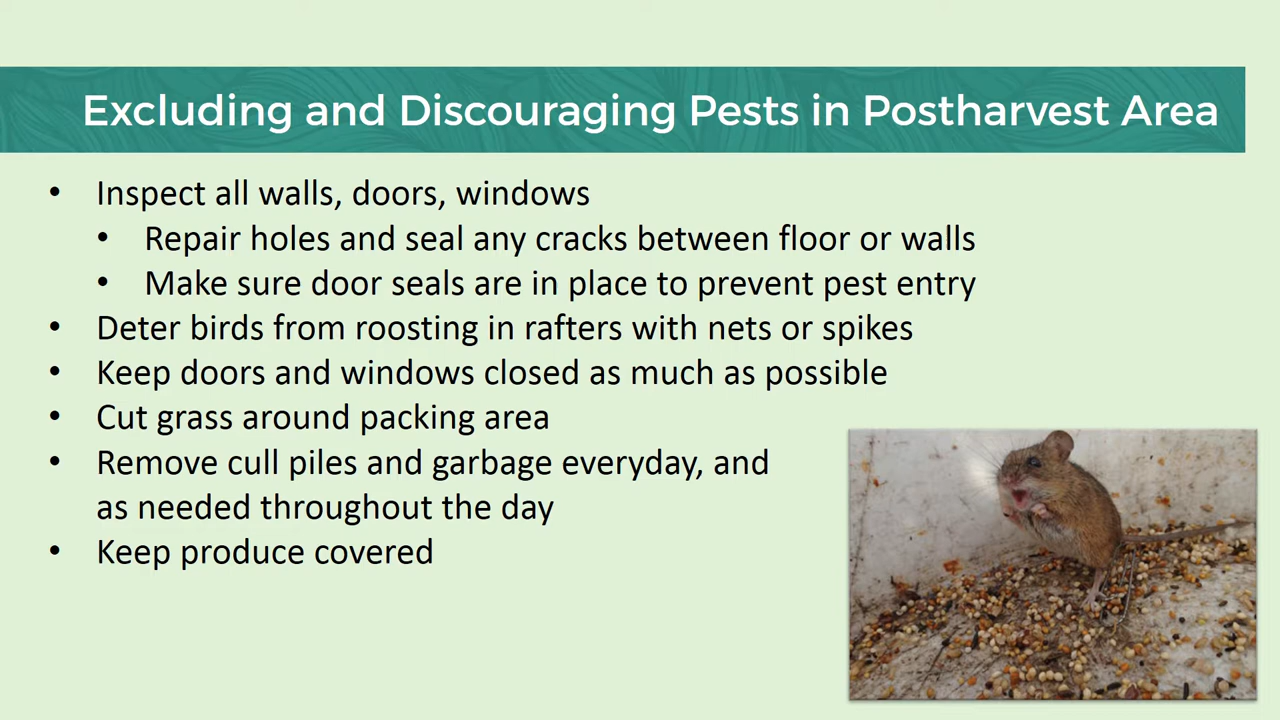 Excluding and Discouraging Pests in Postharvest Area
• Inspect all walls, doors, windows
• Repair holes and seal any cracks between floor or walls
• Make sure door seals are in place to prevent pest entry
• Deter birds from roosting in rafters with nets or spikes
• Keep doors and windows closed as much as possible
• Cut grass around packing area
• Remove cull piles and garbage everyday, and
as needed throughout the day
• Keep produce covered